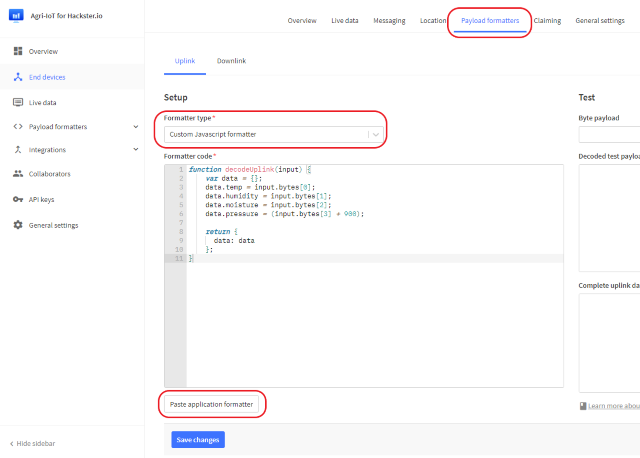 Agri-IoT for Hackster.io
Overview
Live data
Messaging
Location
Payload formatters
Claiming
General settings
Overview
End devices
Live data
Payload formatters
Integrations
Collaborators
API keys
General settings
Hide sidebar
Uplink
Downlink
Setup
Formatter type*
Custom Javascript formatter
Formatter code*
1 function decodeUplink(input) {
2 var data = {};
3 data.temp = input.bytes[0];
4 data.humidity = input.bytes[1];
5 data.moisture = input.bytes[2];
6 data.pressure = (input.bytes[3] + 900);
7
8 return {
9 data: data
10 };
11 }
Paste application formatter
Save changes
Test
Byte payload
Decoded test paylo
Complete uplink da
Learn more abou